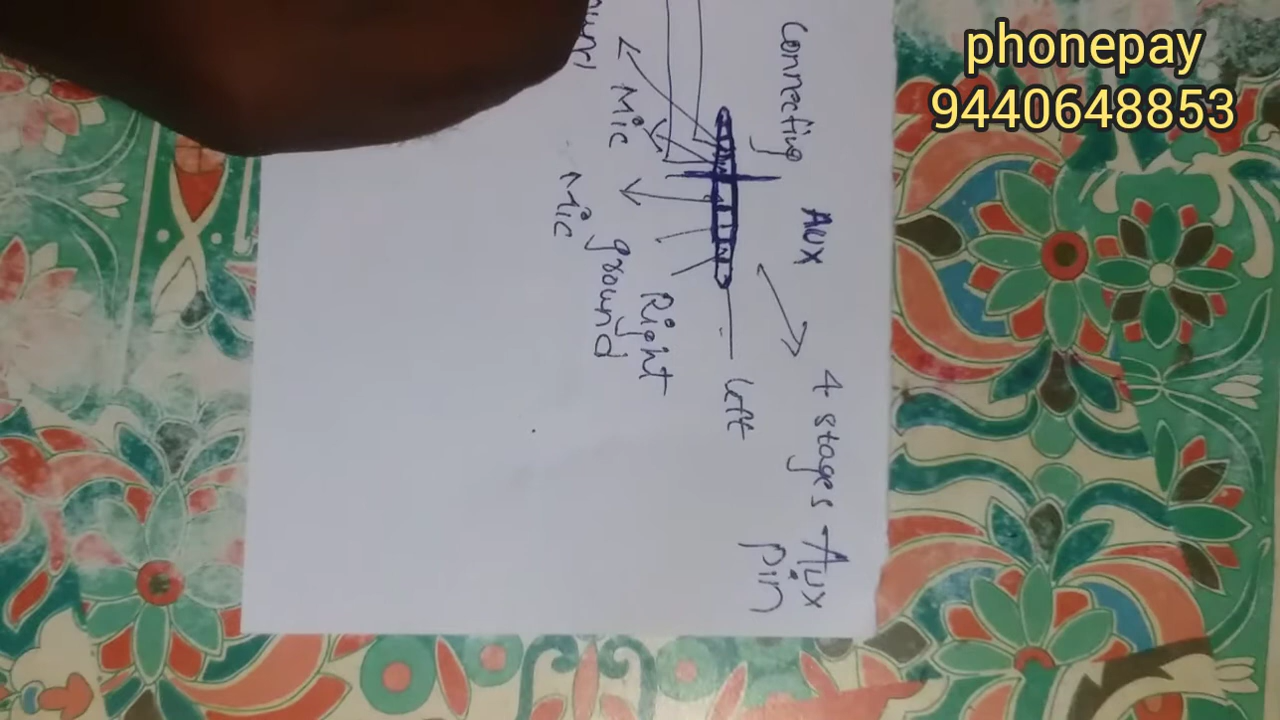 phonepay
9440648853
connecting AUX
4 stages Aux
pin
left
Right
ground
Mic
Mic